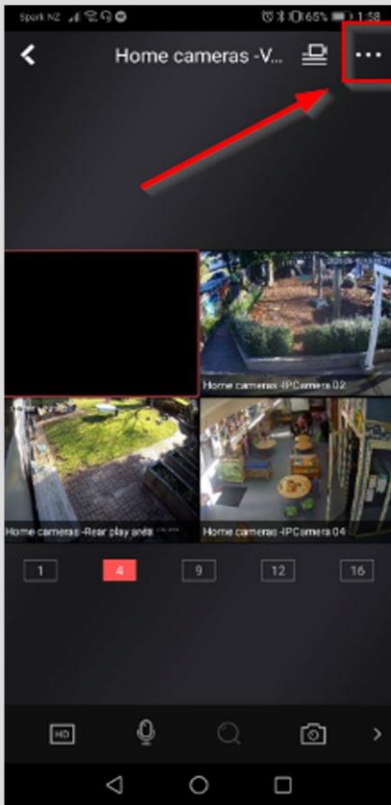 Spark NZ
65% 1:58
Home cameras -V...
Home cameras -IPCamera 02
Home cameras -Rear play area
Home cameras -IPCamera 04
1 4 9 12 16
HD